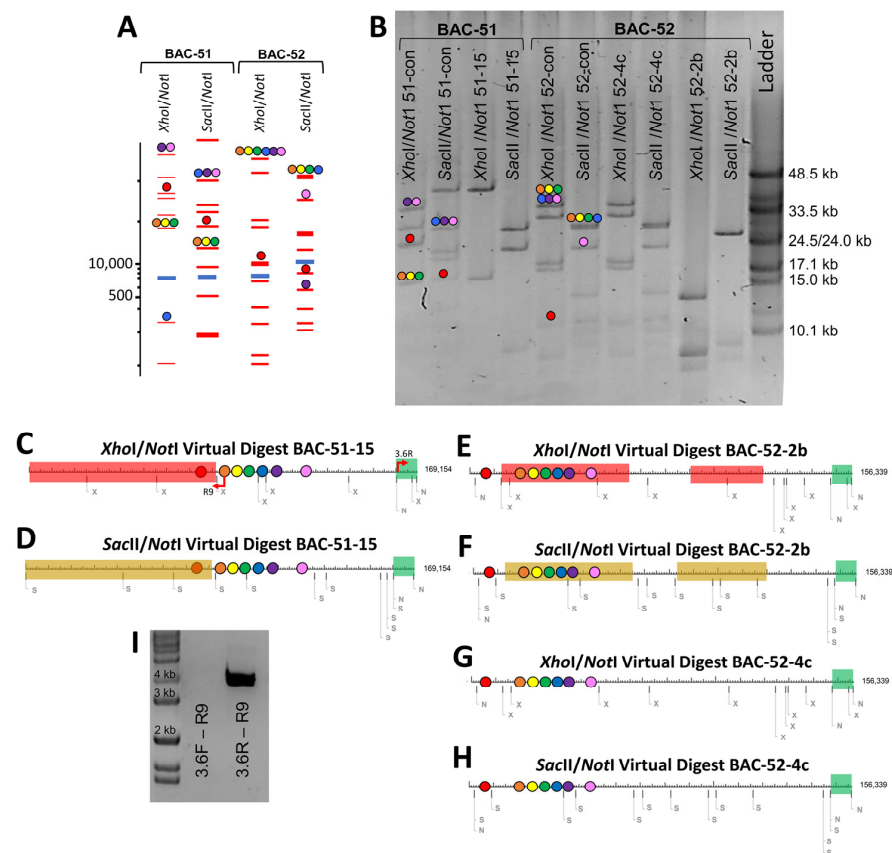 A
BAC-51
BAC-52
XhoI/NotI
SacII/NotI
XhoI/NotI
SacII/NotI
10,000
500
B
BAC-51
BAC-52
XhoI/Not1 51-con
SacII/Not1 51-con
XhoI /Not1 51-15
SacII /Not1 51-15
XhoI/Not1 52-con
SacII/Not1 52-con
XhoI/Not1 52-4c
SacII/Not1 52-4c
XhoI/Not1 52-2b
SacII /Not1 52-2b
Ladder
48.5 kb
33.5 kb
24.5/24.0 kb
17.1 kb
15.0 kb
10.1 kb
C
XhoI/NotI Virtual Digest BAC-51-15
3.6R
169,154
R9
X
X
X
X
X
X
N
X
N
D
SacII/NotI Virtual Digest BAC-51-15
169,154
S
S
S
S
S
S
N
S
S
S
S
N
E
XhoI/NotI Virtual Digest BAC-52-2b
156,339
N
X
X
X
X
X
X
X
X
X
N
X
N
F
SacII/NotI Virtual Digest BAC-52-2b
156,339
S
N
S
S
S
S
S
S
S
S
N
S
S
S
N
G
XhoI/NotI Virtual Digest BAC-52-4c
156,339
N
X
X
X
X
X
X
X
X
X
N
X
N
H
SacII/NotI Virtual Digest BAC-52-4c
156,339
S
N
S
S
S
S
S
S
S
S
S
N
S
S
N
I
4 kb
3 kb
2 kb
3.6F – R9
3.6R – R9